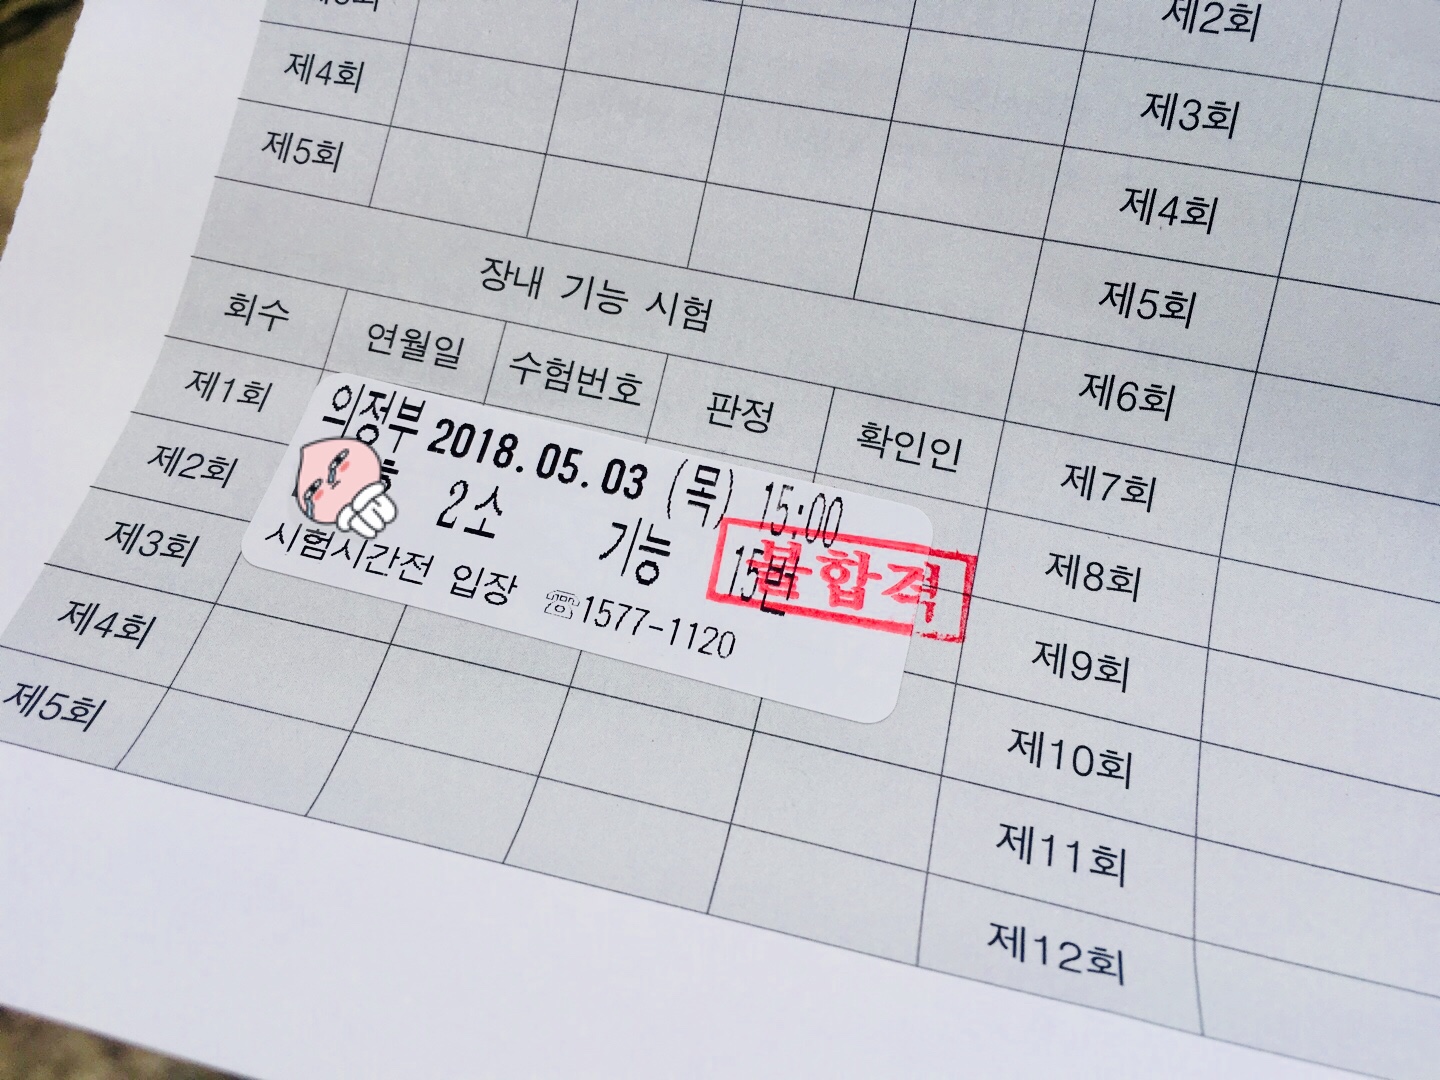 제4회
제5회
장내 기능 시험
회수 연월일 수험번호 판정 확인인
제1회
제2회
제3회
제4회
제5회
의정부 2018.05.03 (목) 15:00
2소 기능 15번
불합격
시험시간전 입장 ☎1577-1120
제2회
제3회
제4회
제5회
제6회
제7회
제8회
제9회
제10회
제11회
제12회